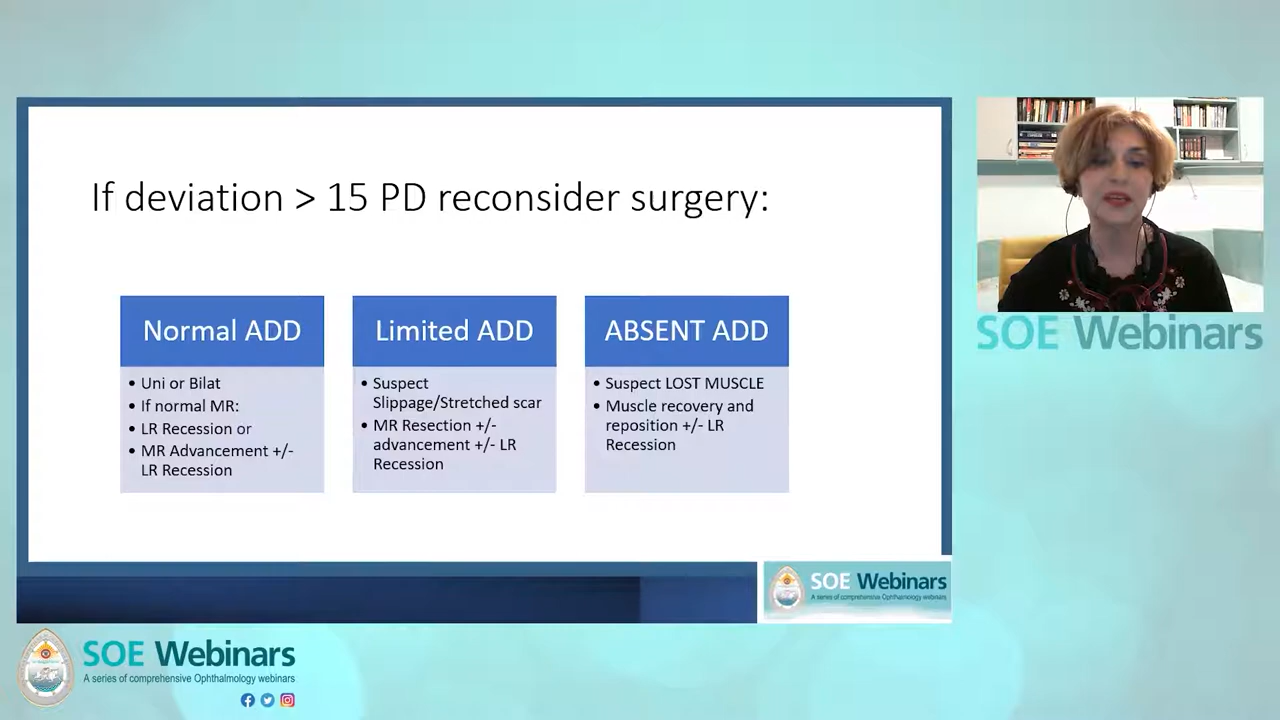 If deviation > 15 PD reconsider surgery:
Normal ADD
• Uni or Bilat
• If normal MR:
• LR Recession or
• MR Advancement +/-
LR Recession
Limited ADD
• Suspect
Slippage/Stretched scar
• MR Resection +/-
advancement +/- LR
Recession
ABSENT ADD
• Suspect LOST MUSCLE
• Muscle recovery and
reposition +/- LR
Recession
SOE Webinars
SOE Webinars
A series of comprehensive Ophthalmology webinars
SOE Webinars
A series of comprehensive Ophthalmology webinars